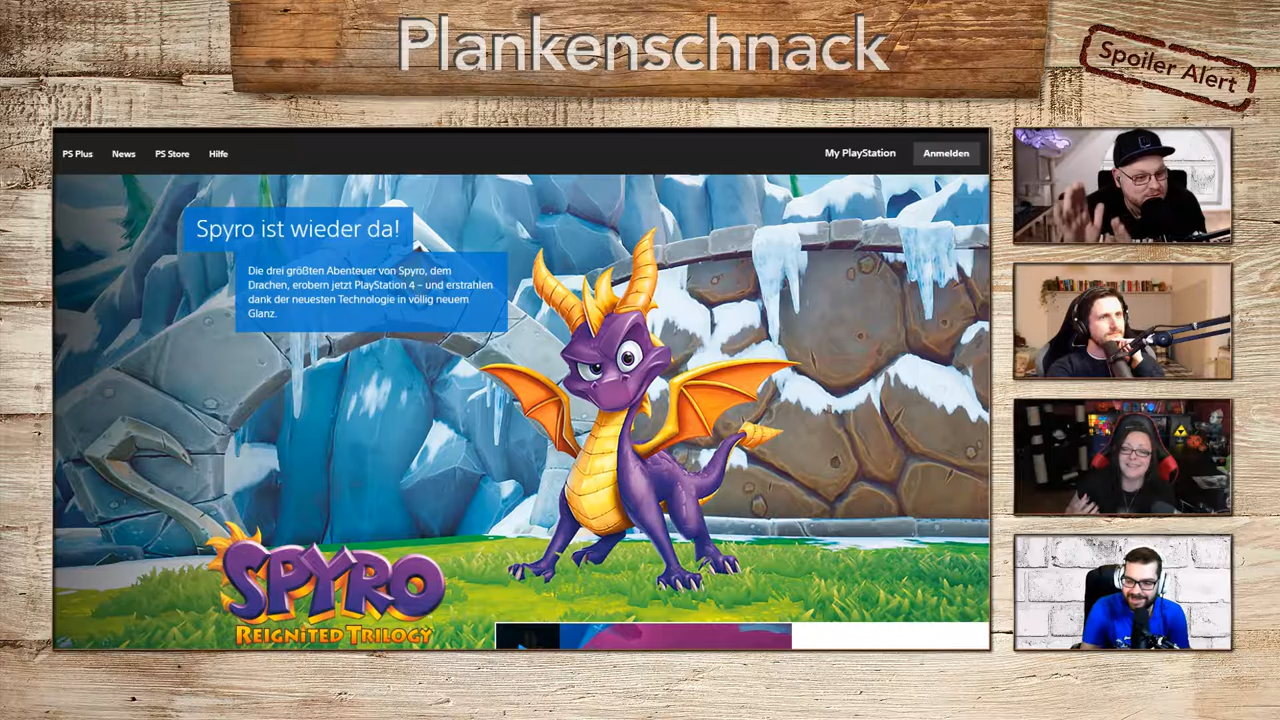 Plankenschnack
Spoiler Alert
PS Plus News PS Store Hilfe
My PlayStation Anmelden
Spyro ist wieder da!
Die drei größten Abenteuer von Spyro, dem
Drachen, erobern jetzt PlayStation 4 – und erstrahlen
dank der neuesten Technologie in völlig neuem
Glanz.
SPYRO
REIGNITED TRILOGY